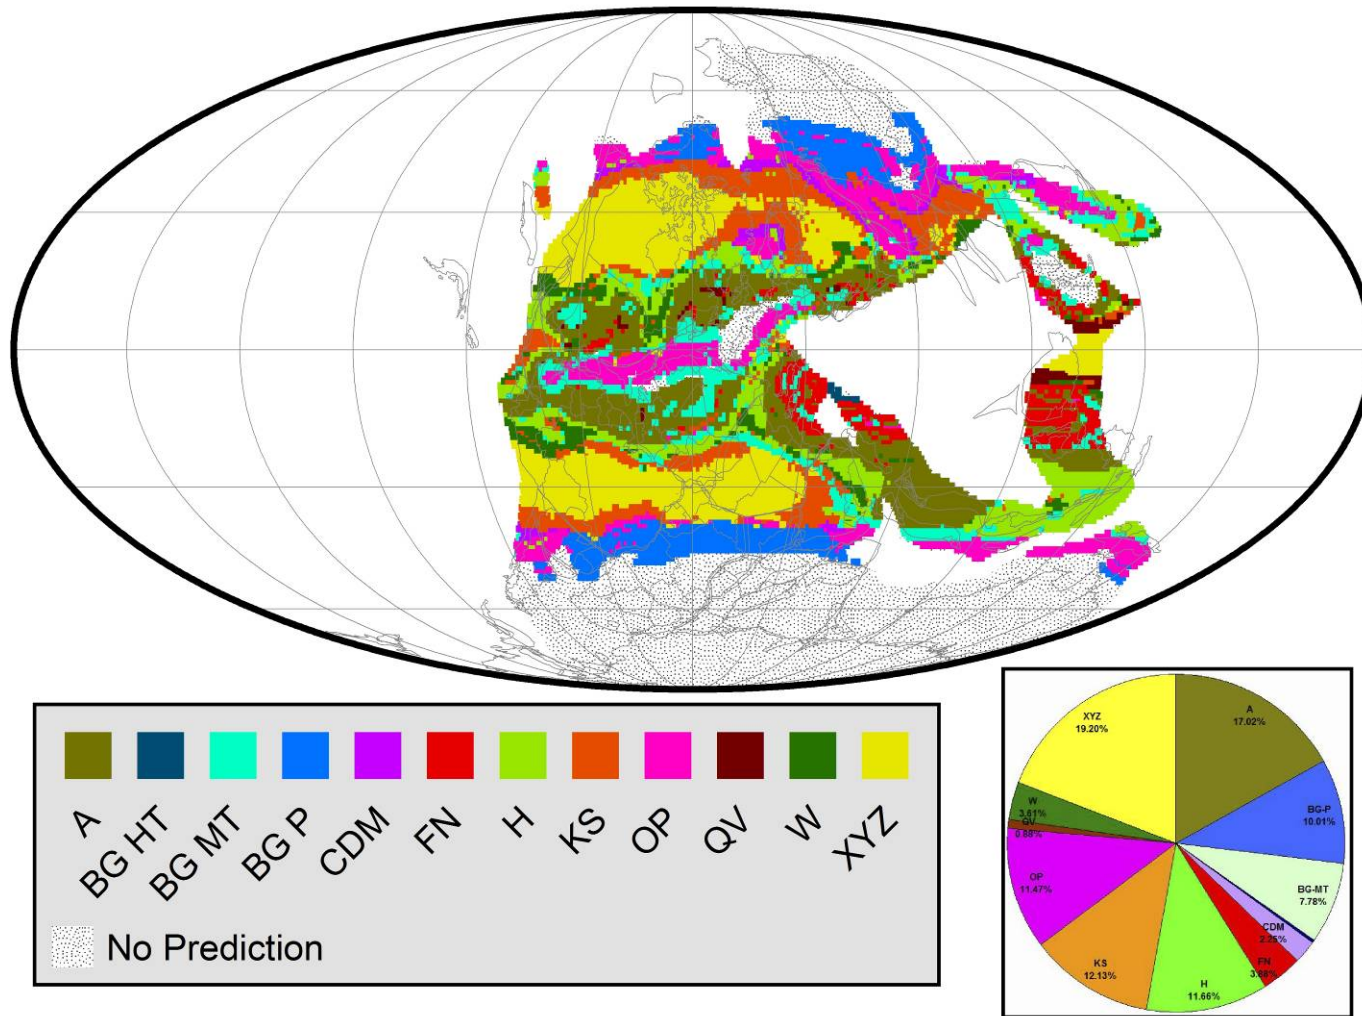 A
BG HT
BG MT
BG P
CDM
FN
H
KS
OP
QV
W
XYZ
No Prediction
XYZ
19.20%
A
17.02%
W
3.61%
QV
0.88%
BG-P
10.01%
OP
11.47%
BG-MT
7.78%
CDM
2.25%
FN
3.88%
KS
12.13%
H
11.66%